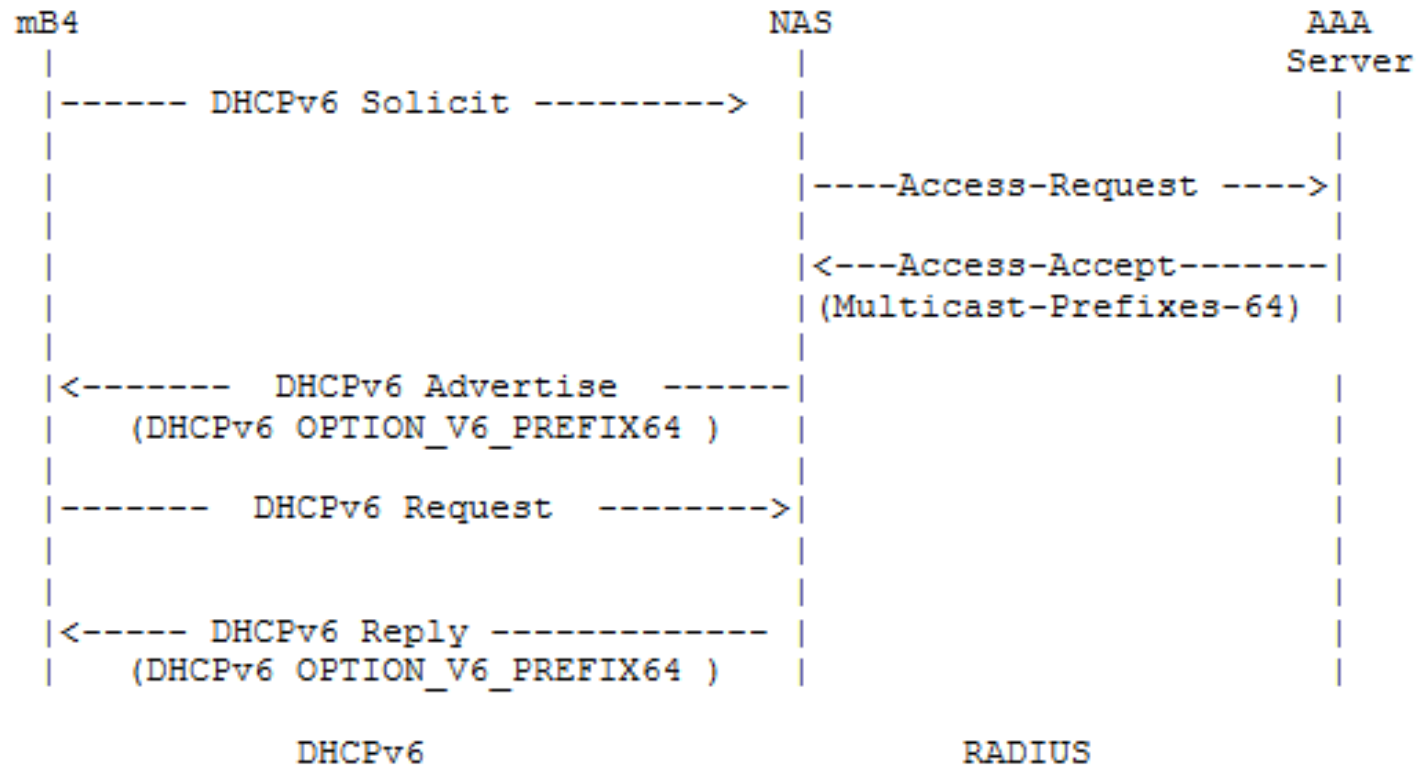 mB4 NAS AAA
| | Server
|------ DHCPv6 Solicit ---------> | |
| | |
| |----Access-Request ---->|
| | |
| |<---Access-Accept-------|
| |(Multicast-Prefixes-64) |
| |
|<------- DHCPv6 Advertise ------| |
| (DHCPv6 OPTION_V6_PREFIX64 ) | |
| | |
|------- DHCPv6 Request -------->| |
| | |
| | |
|<----- DHCPv6 Reply ------------- | |
| (DHCPv6 OPTION_V6_PREFIX64 ) | |
DHCPv6 RADIUS